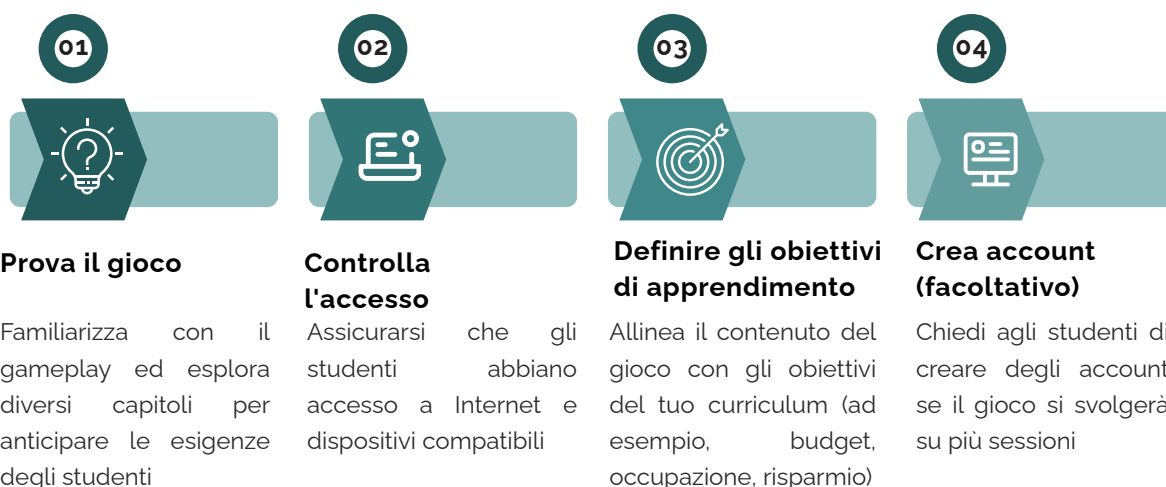 01
Prova il gioco
Familiarizza con il
gameplay ed esplora
diversi capitoli per
anticipare le esigenze
degli studenti
02
Controlla
l'accesso
Assicurarsi che gli
studenti abbiano
accesso a Internet e
dispositivi compatibili
03
Definire gli obiettivi
di apprendimento
Allinea il contenuto del
gioco con gli obiettivi
del tuo curriculum (ad
esempio, budget,
occupazione, risparmio)
04
Crea account
(facoltativo)
Chiedi agli studenti di
creare degli account
se il gioco si svolgerà
su più sessioni